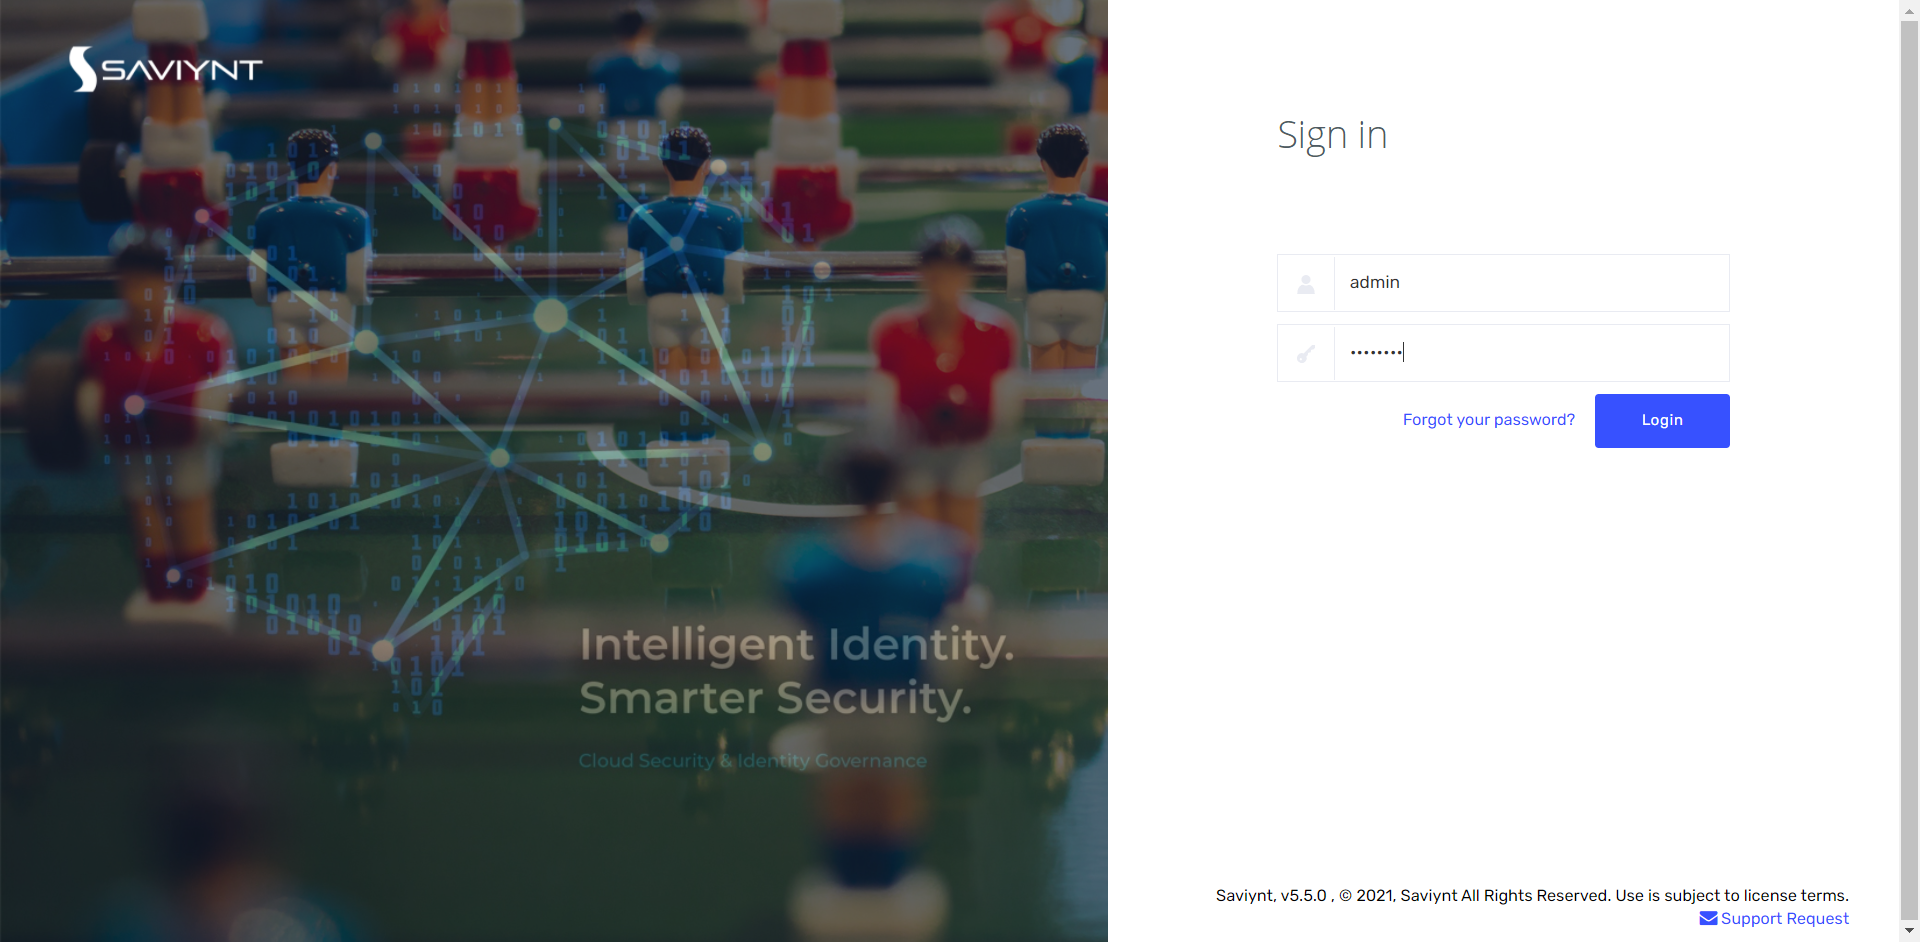 SAVIYNT
Intelligent Identity.
Smarter Security.
Cloud Security & Identity Governance
Sign in
admin
••••••••
Forgot your password?
Login
Saviynt, v5.5.0 , © 2021, Saviynt All Rights Reserved. Use is subject to license terms.
Support Request